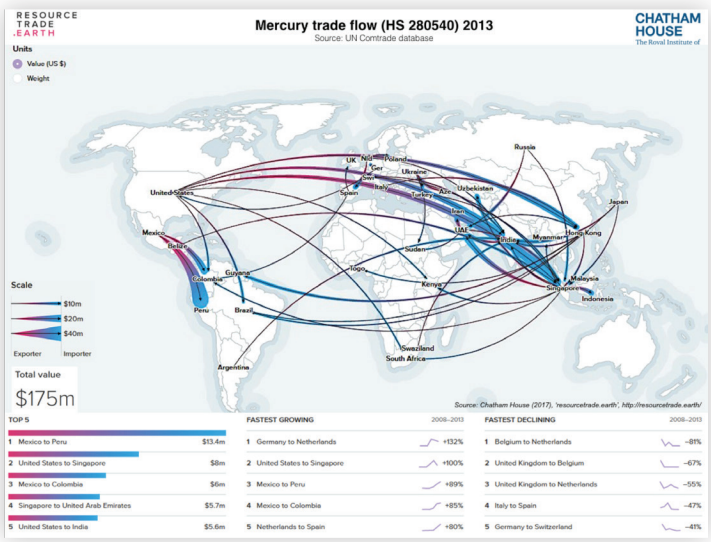 RESOURCE
TRADE
.EARTH
Mercury trade flow (HS 280540) 2013
Source: UN Comtrade database
CHATHAM
HOUSE
The Royal Institute of
Units
Value (US $)
Weight
Russia
UK
Nld
Poland
Ger
Ukraine
Swi
United States
Spain
Italy
Turkey
Aze
Uzbekistan
Japan
Iran
Mexico
UAE
India
Myanmar
Hong Kong
Belize
Sudan
Colombia
Guyana
Togo
Kenya
Malaysia
Singapore
Indonesia
Scale
$10m
$20m
$40m
Exporter
Importer
Peru
Brazil
Swaziland
South Africa
Argentina
Total value
$175m
Source: Chatham House (2017), 'resourcetrade.earth', http://resourcetrade.earth/
TOP 5
1 Mexico to Peru $13.4m
2 United States to Singapore $8m
3 Mexico to Colombia $6m
4 Singapore to United Arab Emirates $5.7m
5 United States to India $5.6m
FASTEST GROWING 2008–2013
1 Germany to Netherlands +132%
2 United States to Singapore +100%
3 Mexico to Peru +89%
4 Mexico to Colombia +85%
5 Netherlands to Spain +80%
FASTEST DECLINING 2008–2013
1 Belgium to Netherlands –81%
2 United Kingdom to Belgium –67%
3 United Kingdom to Netherlands –55%
4 Italy to Spain –47%
5 Germany to Switzerland –41%